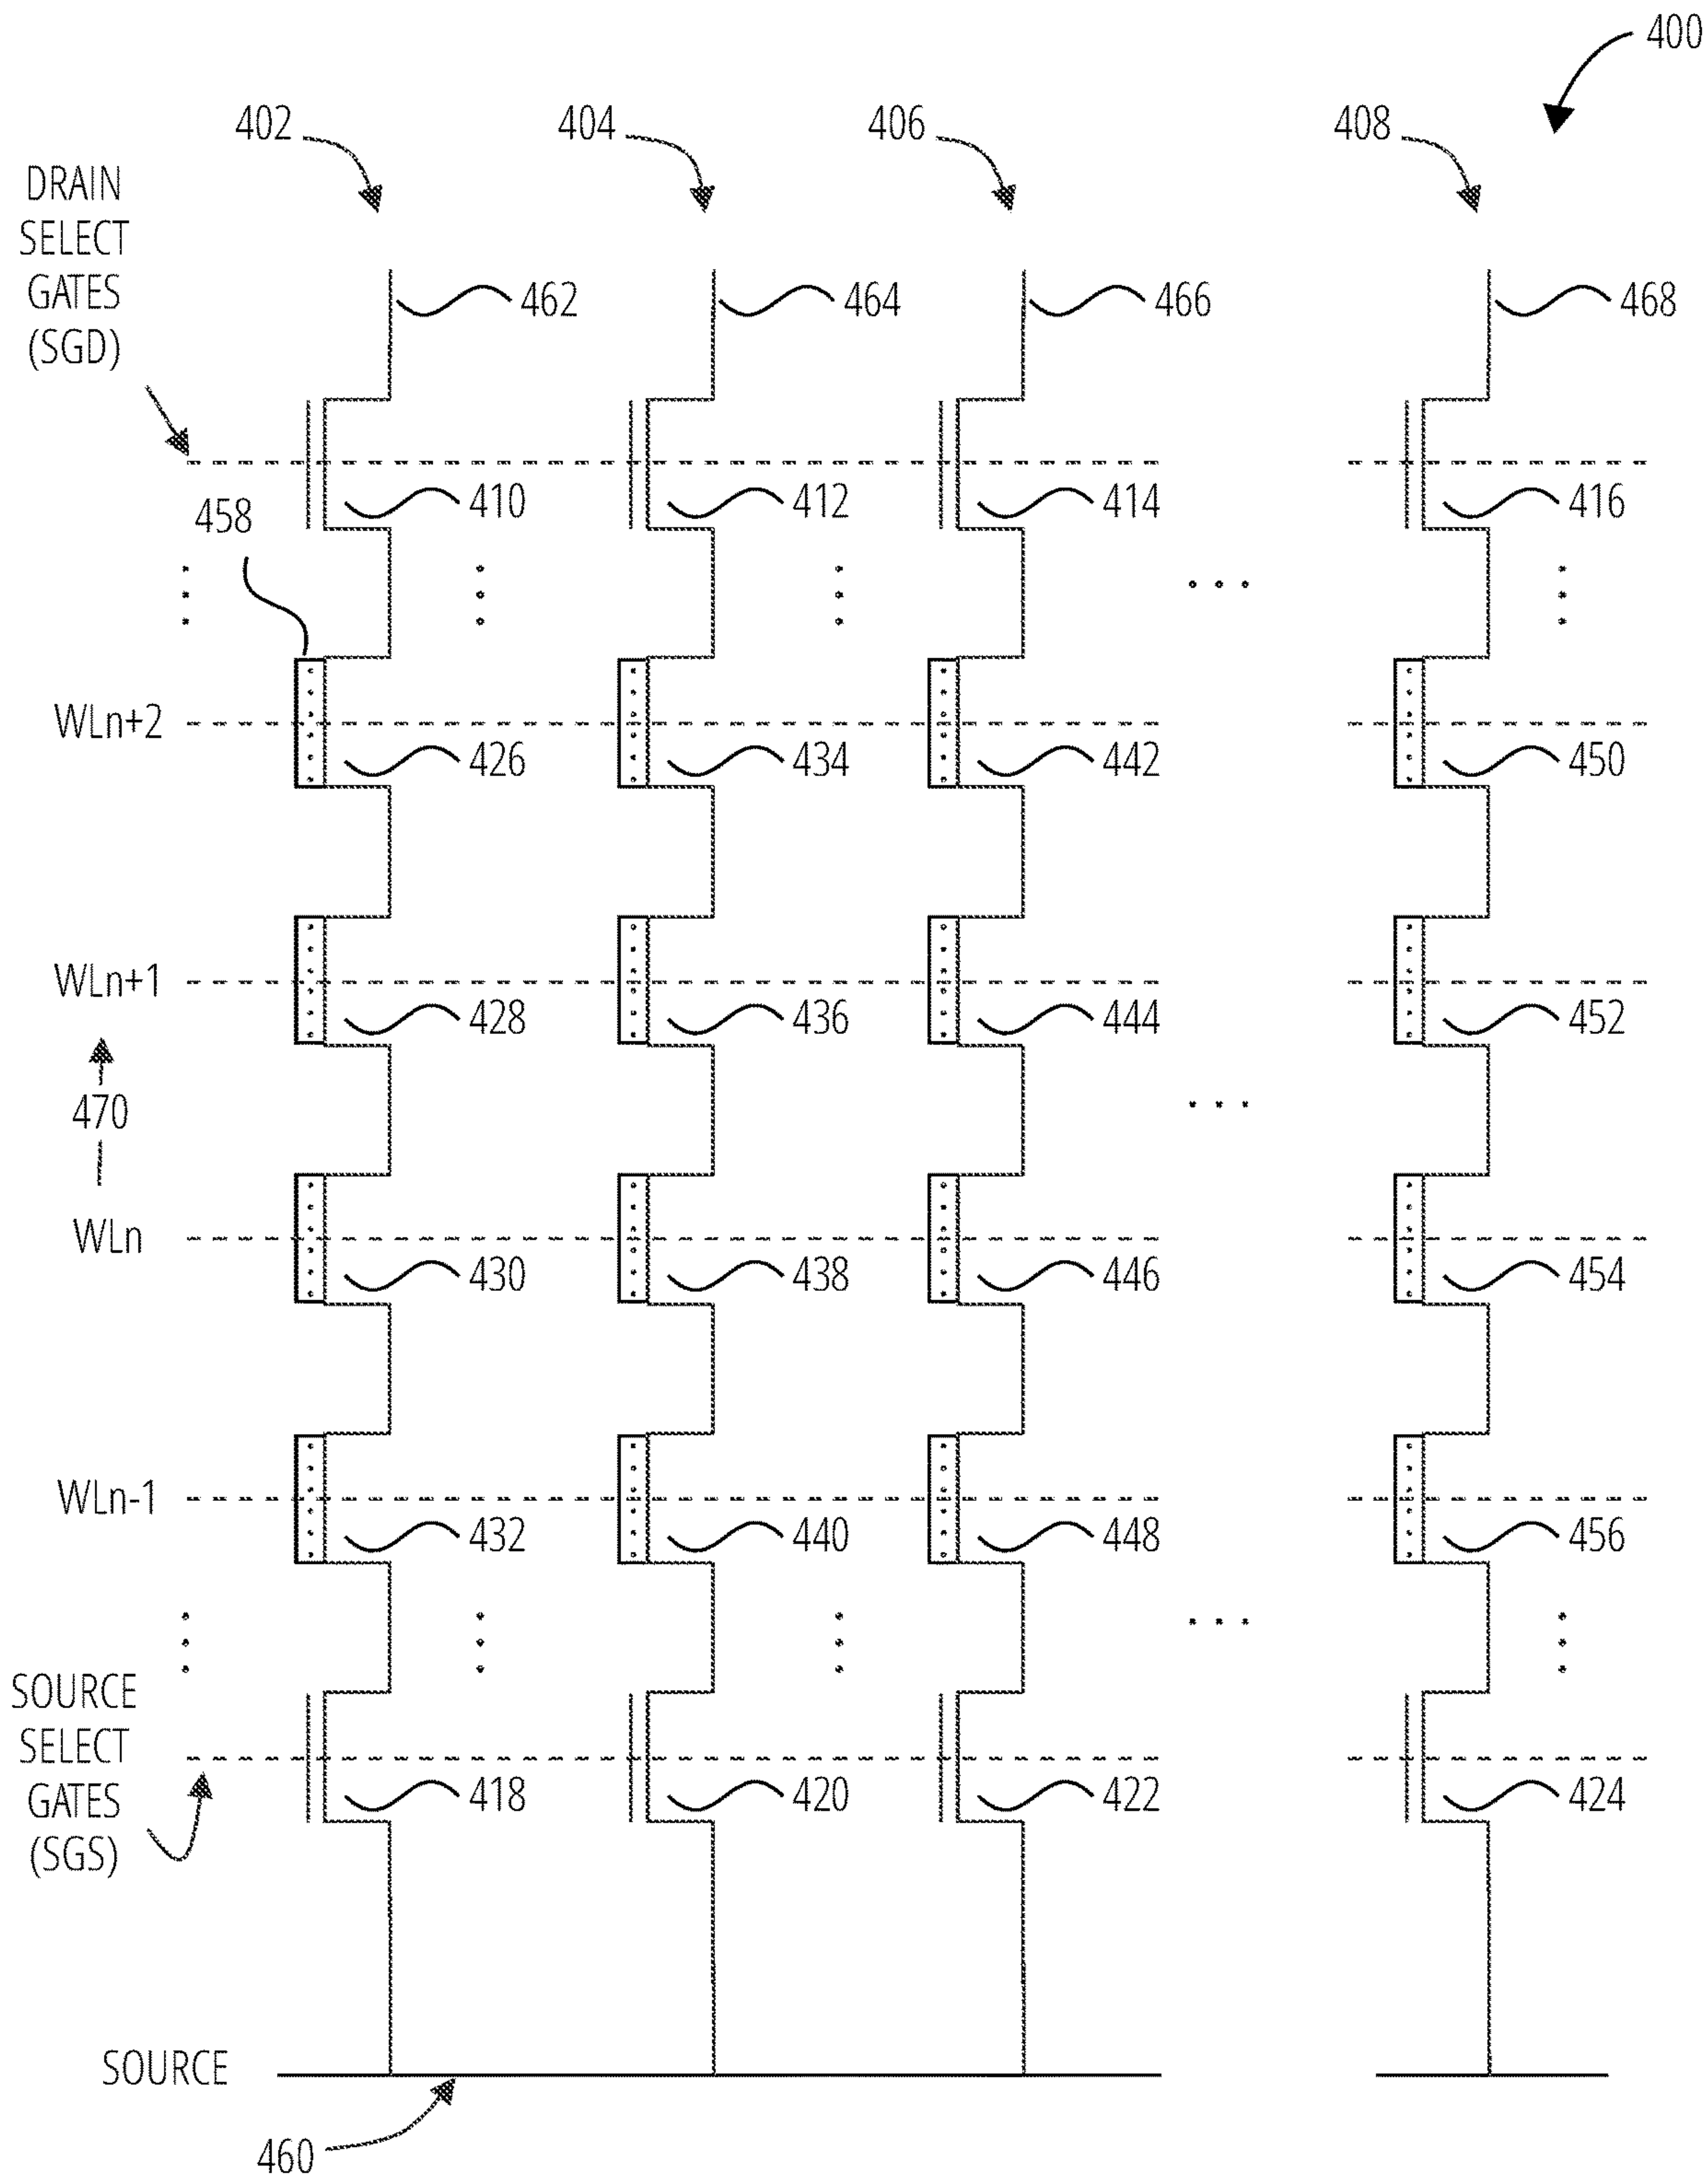 400
402 404 406 408
DRAIN
SELECT
GATES
(SGD)
462 464 466 468
410 412 414 416
458
WLn+2
426 434 442 450
WLn+1
428 436 444 452
470
WLn
430 438 446 454
WLn-1
432 440 448 456
SOURCE
SELECT
GATES
(SGS)
418 420 422 424
SOURCE
460